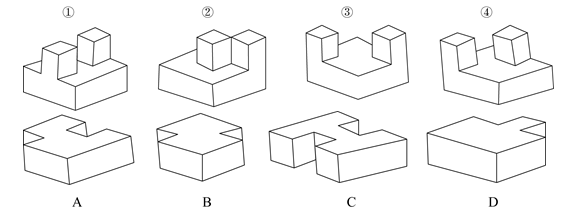 ① ② ③ ④
A B C D